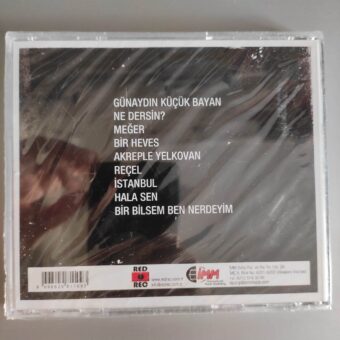 GÜNAYDIN KÜÇÜK BAYAN
NE DERSİN?
MEĞER
BİR HEVES
AKREPLE YELKOVAN
REÇEL
İSTANBUL
HALA SEN
BİR BİLSEM BEN NERDEYİM
RED
REC
İMM